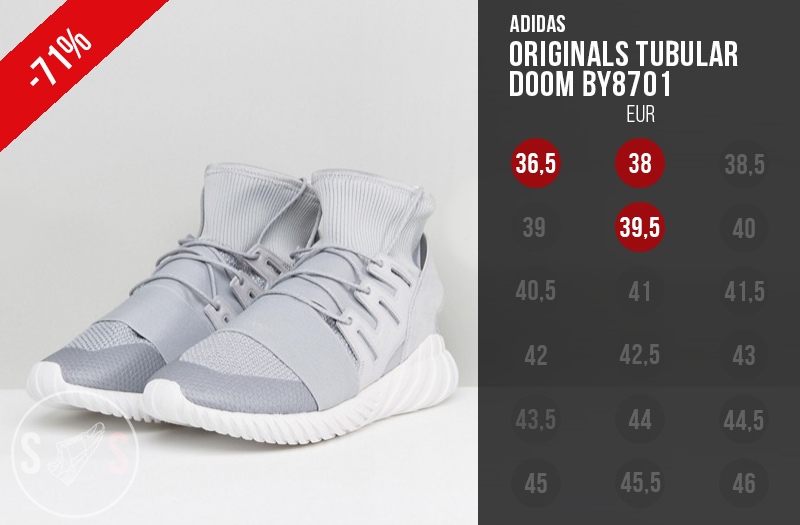 -71%
ADIDAS
ORIGINALS TUBULAR
DOOM BY8701
EUR
36,5 38 38,5
39 39,5 40
40,5 41 41,5
42 42,5 43
43,5 44 44,5
45 45,5 46
S S